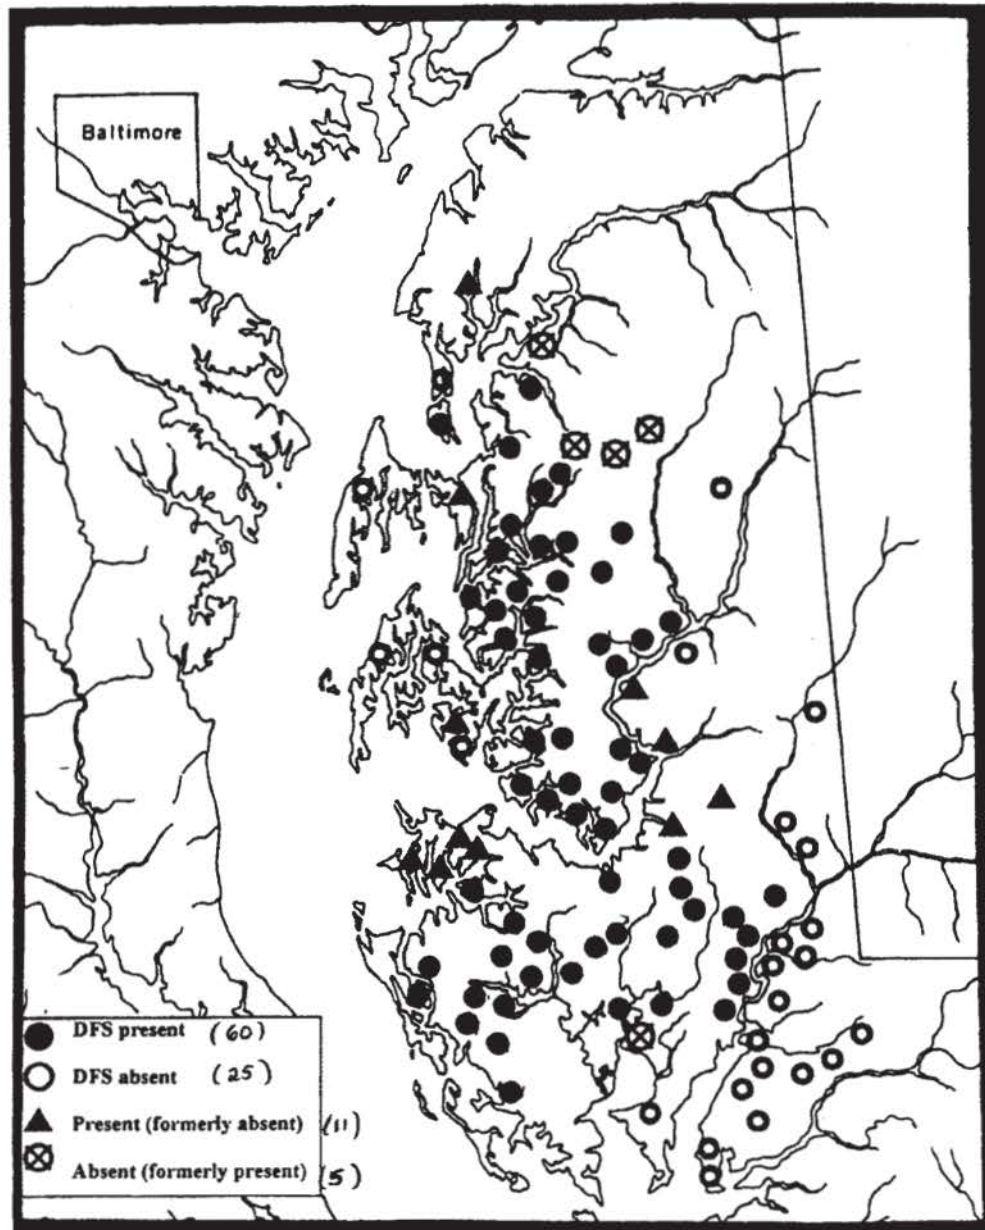 Baltimore
DFS present (60)
DFS absent (25)
Present (formerly absent) (11)
Absent (formerly present) (5)